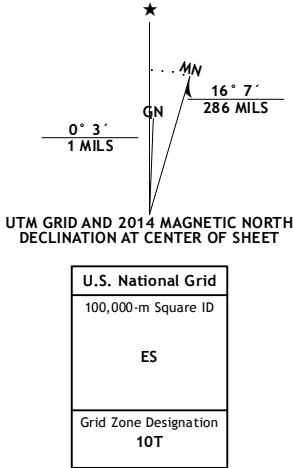 MN
GN
16° 7´
286 MILS
0° 3´
1 MILS
UTM GRID AND 2014 MAGNETIC NORTH
DECLINATION AT CENTER OF SHEET
U.S. National Grid
100,000-m Square ID
ES
Grid Zone Designation
10T